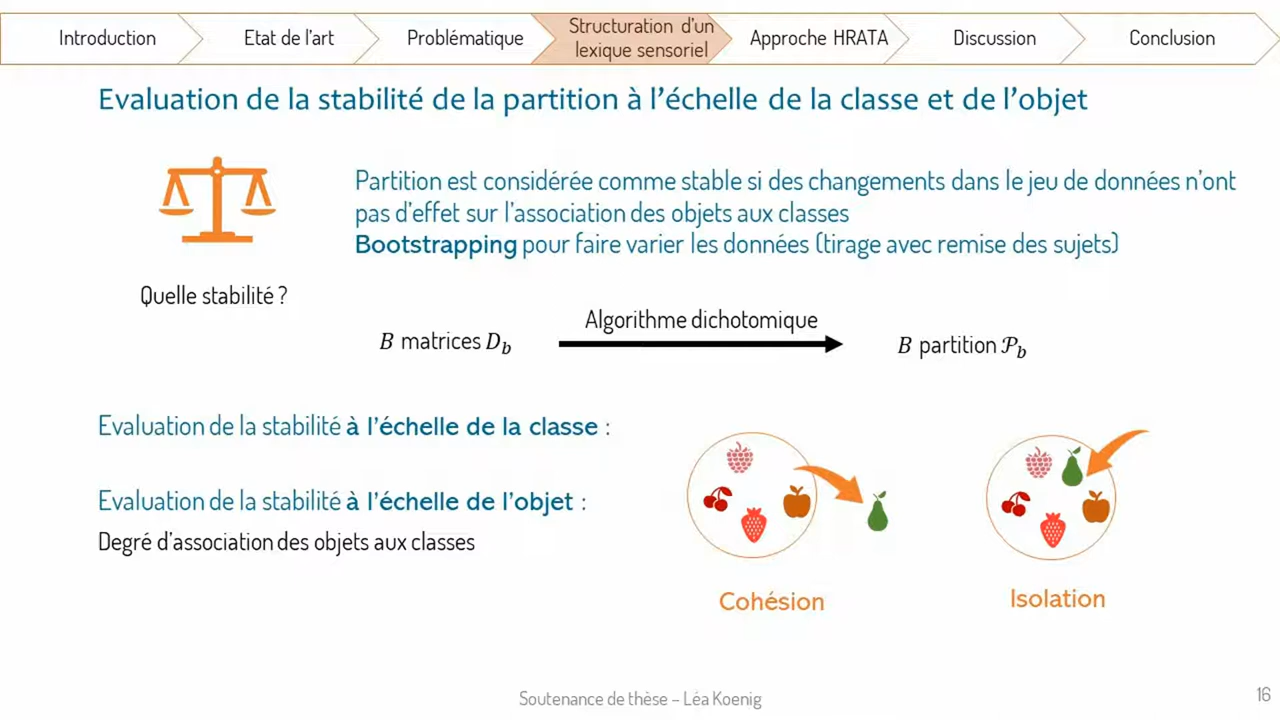 Introduction
Etat de l'art
Problématique
Structuration d'un
lexique sensoriel
Approche HRATA
Discussion
Conclusion
Evaluation de la stabilité de la partition à l'échelle de la classe et de l'objet
Partition est considérée comme stable si des changements dans le jeu de données n'ont
pas d'effet sur l'association des objets aux classes
Bootstrapping pour faire varier les données (tirage avec remise des sujets)
Quelle stabilité ?
Algorithme dichotomique
B matrices D_b
B partition 𝒫_b
Evaluation de la stabilité à l'échelle de la classe :
Evaluation de la stabilité à l'échelle de l'objet :
Degré d'association des objets aux classes
Cohésion
Isolation
Soutenance de thèse – Léa Koenig
16